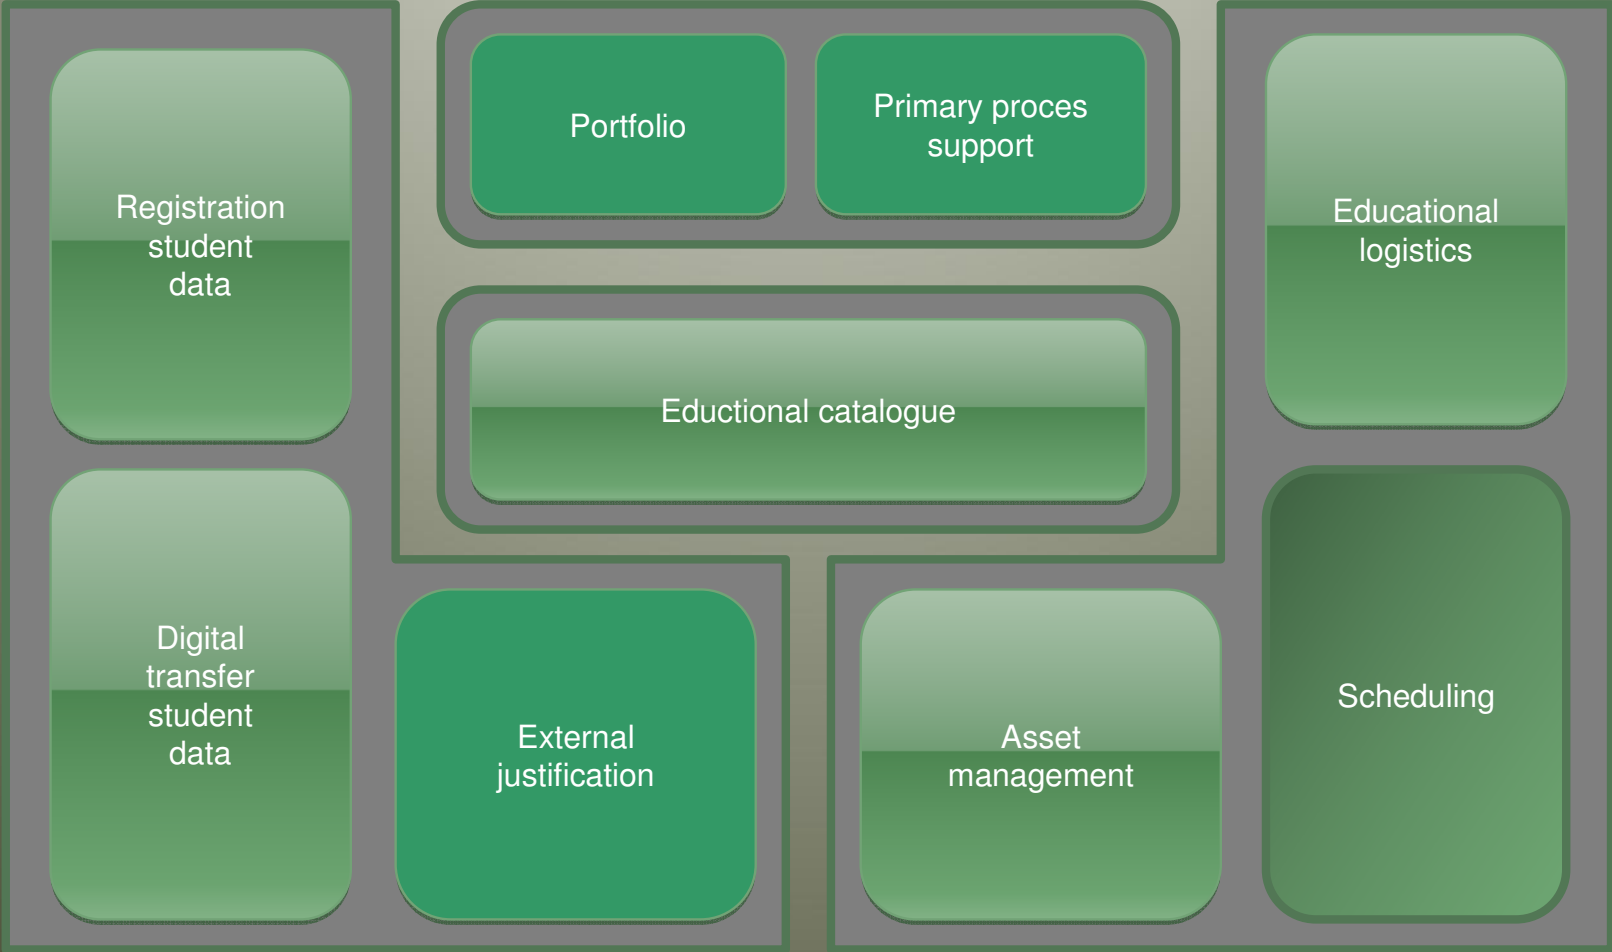 Portfolio
Primary proces
support
Registration
student
data
Educational
logistics
Eductional catalogue
Digital
transfer
student
data
External
justification
Asset
management
Scheduling